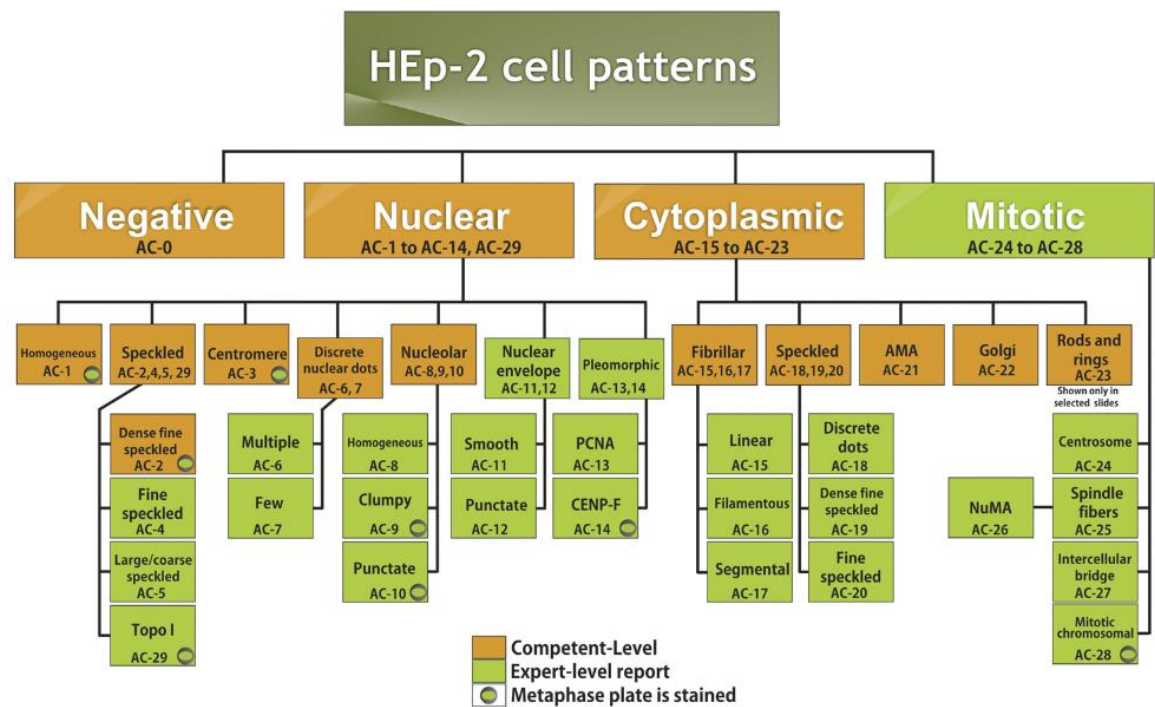 HEp-2 cell patterns
Negative
AC-0
Nuclear
AC-1 to AC-14, AC-29
Cytoplasmic
AC-15 to AC-23
Mitotic
AC-24 to AC-28
Homogeneous
AC-1
Speckled
AC-2,4,5, 29
Centromere
AC-3
Discrete
nuclear dots
AC-6, 7
Nucleolar
AC-8,9,10
Nuclear
envelope
AC-11,12
Pleomorphic
AC-13,14
Fibrillar
AC-15,16,17
Speckled
AC-18,19,20
AMA
AC-21
Golgi
AC-22
Rods and
rings
AC-23
Shown only in
selected slides
Dense fine
speckled
AC-2
Fine
speckled
AC-4
Large/coarse
speckled
AC-5
Topo I
AC-29
Multiple
AC-6
Few
AC-7
Homogeneous
AC-8
Clumpy
AC-9
Punctate
AC-10
Smooth
AC-11
Punctate
AC-12
PCNA
AC-13
CENP-F
AC-14
Linear
AC-15
Filamentous
AC-16
Segmental
AC-17
Discrete
dots
AC-18
Dense fine
speckled
AC-19
Fine
speckled
AC-20
Centrosome
AC-24
NuMA
AC-26
Spindle
fibers
AC-25
Intercellular
bridge
AC-27
Mitotic
chromosomal
AC-28
Competent-Level
Expert-level report
Metaphase plate is stained